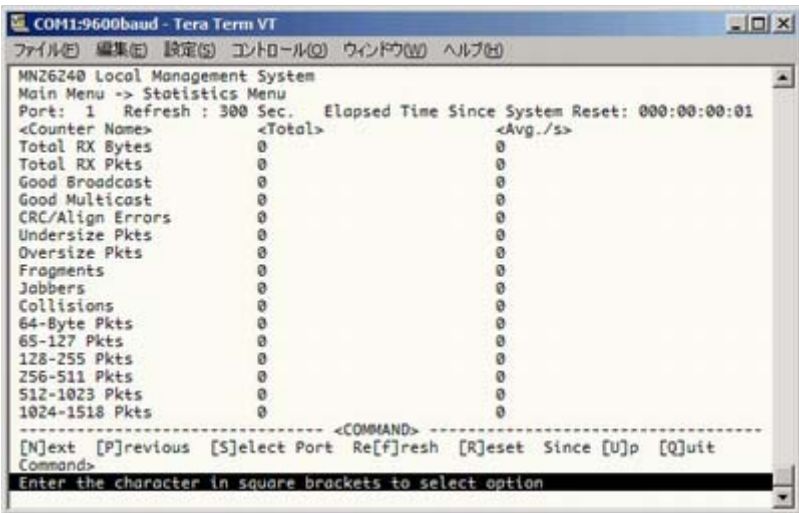 COM1:9600baud - Tera Term VT
ファイル(F) 編集(E) 設定(S) コントロール(O) ウィンドウ(W) ヘルプ(H)
MN26240 Local Management System
Main Menu -> Statistics Menu
Port: 1 Refresh : 300 Sec. Elapsed Time Since System Reset: 000:00:00:01
<Counter Name> <Total> <Avg./s>
Total RX Bytes 0 0
Total RX Pkts 0 0
Good Broadcast 0 0
Good Multicast 0 0
CRC/Align Errors 0 0
Undersize Pkts 0 0
Oversize Pkts 0 0
Fragments 0 0
Jabbers 0 0
Collisions 0 0
64-Byte Pkts 0 0
65-127 Pkts 0 0
128-255 Pkts 0 0
256-511 Pkts 0 0
512-1023 Pkts 0 0
1024-1518 Pkts 0 0
-------------------------------- <COMMAND> -----------------------------------
[N]ext [P]revious [S]elect Port Re[f]resh [R]eset Since [U]p [Q]uit
Command>
Enter the character in square brackets to select option